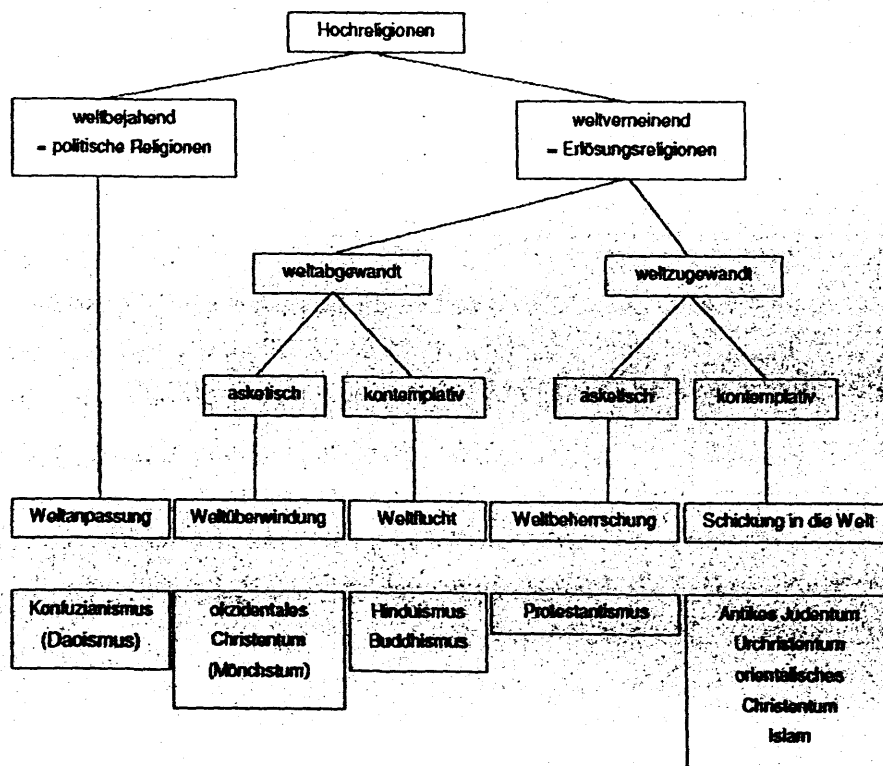 Hochreligionen
weltbejahend
= politische Religionen
weltverneinend
= Erlösungsreligionen
weltabgewandt
weltzugewandt
asketisch
kontemplativ
asketisch
kontemplativ
Weltanpassung
Weltüberwindung
Weltflucht
Weltbeherrschung
Schickung in die Welt
Konfuzianismus
(Daoismus)
okzidentales
Christentum
(Mönchstum)
Hinduismus
Buddhismus
Protestantismus
Antikes Judentum
Urchristentum
orientalisches
Christentum
Islam